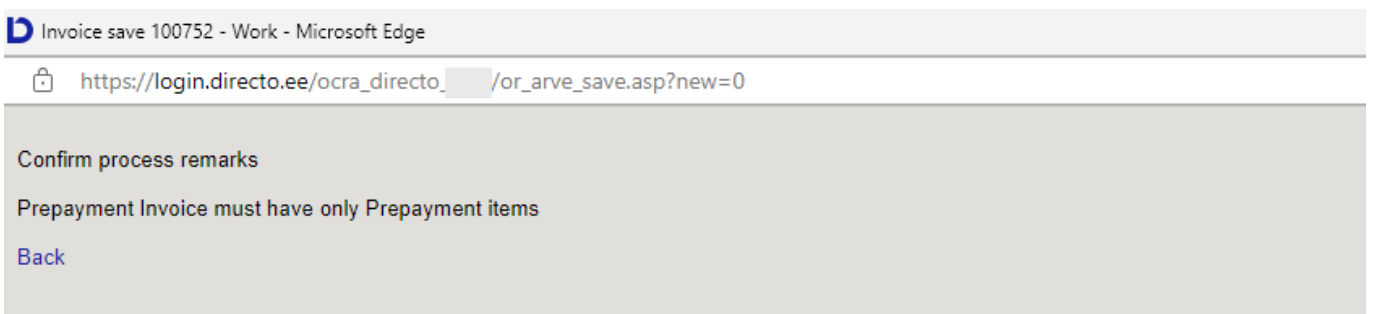 Invoice save 100752 - Work - Microsoft Edge
https://login.directo.ee/ocra_directo_ /or_arve_save.asp?new=0
Confirm process remarks
Prepayment Invoice must have only Prepayment items
Back